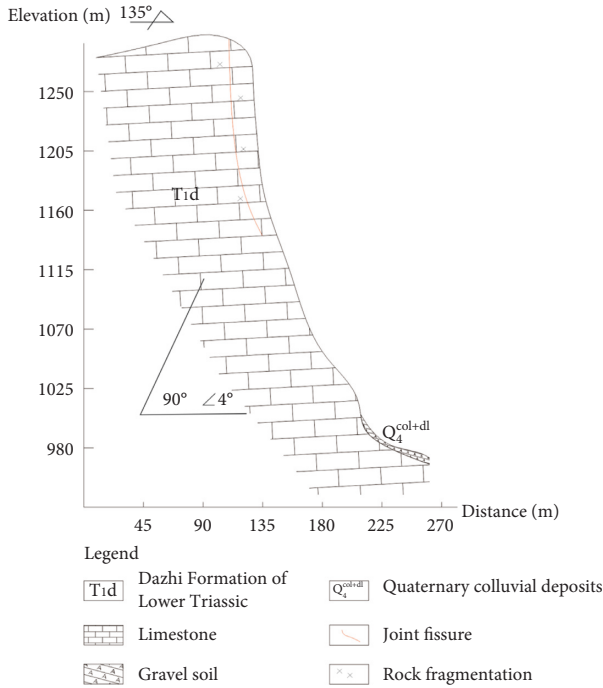 Elevation (m) 135°
1250
1205
1160
1115
1070
1025
980
T1d
90° ∠4°
Q4col+dl
45 90 135 180 225 270
Distance (m)
Legend
T1d Dazhi Formation of
Lower Triassic
Q4col+dl Quaternary colluvial deposits
Limestone
Joint fissure
Gravel soil
Rock fragmentation